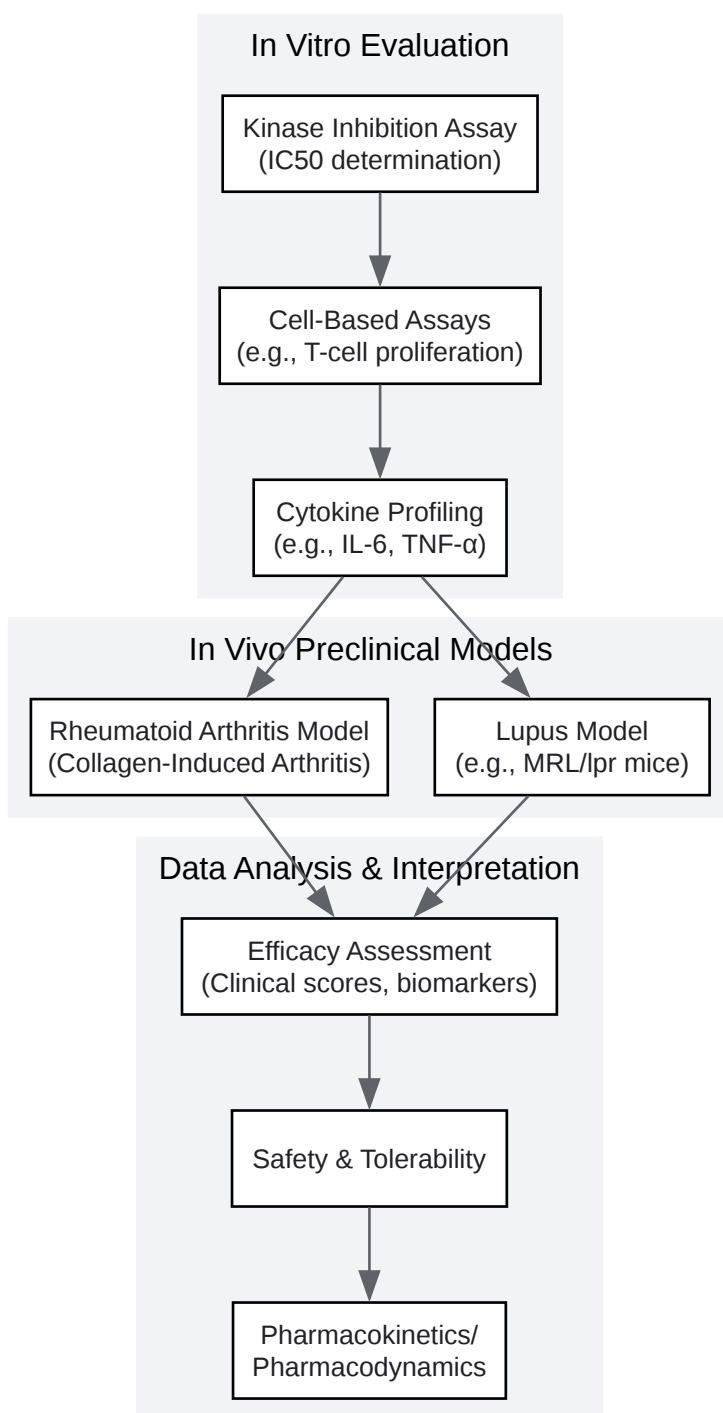 In Vitro Evaluation
Kinase Inhibition Assay
(IC50 determination)
Cell-Based Assays
(e.g., T-cell proliferation)
Cytokine Profiling
(e.g., IL-6, TNF-α)
In Vivo Preclinical Models
Rheumatoid Arthritis Model
(Collagen-Induced Arthritis)
Lupus Model
(e.g., MRL/lpr mice)
Data Analysis & Interpretation
Efficacy Assessment
(Clinical scores, biomarkers)
Safety & Tolerability
Pharmacokinetics/
Pharmacodynamics